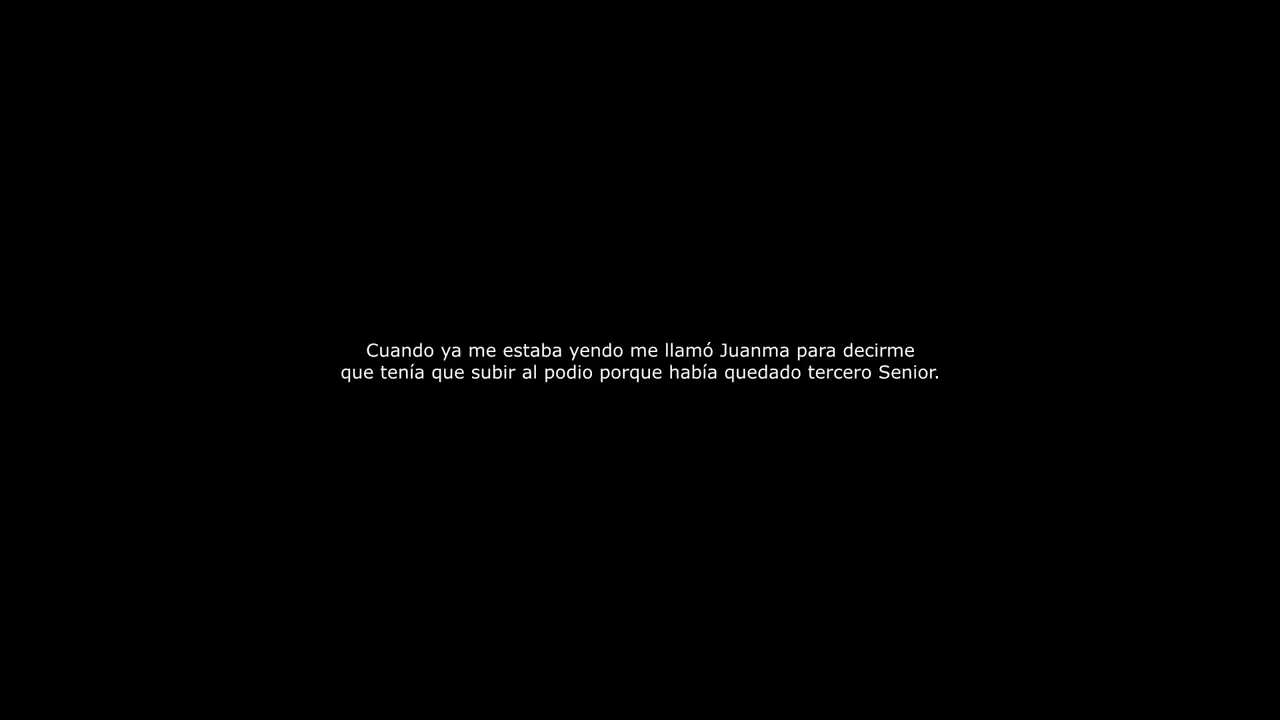 Cuando ya me estaba yendo me llamó Juanma para decirme
que tenía que subir al podio porque había quedado tercero Senior.